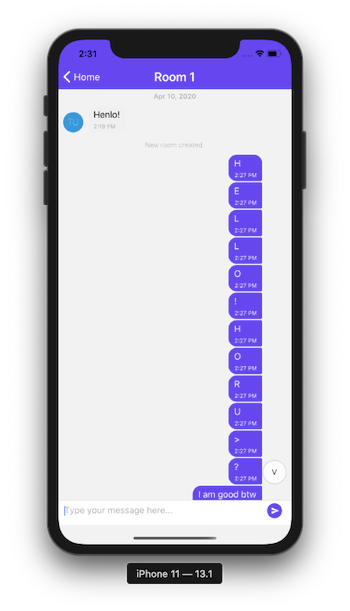 2:31
Home
Room 1
Apr 10, 2020
TU
Henlo!
2:19 PM
New room created.
H
2:27 PM
E
2:27 PM
L
2:27 PM
L
2:27 PM
O
2:27 PM
!
2:27 PM
H
2:27 PM
O
2:27 PM
R
2:27 PM
U
2:27 PM
>
2:27 PM
?
2:27 PM
V
I am good btw
Type your message here...
iPhone 11 — 13.1